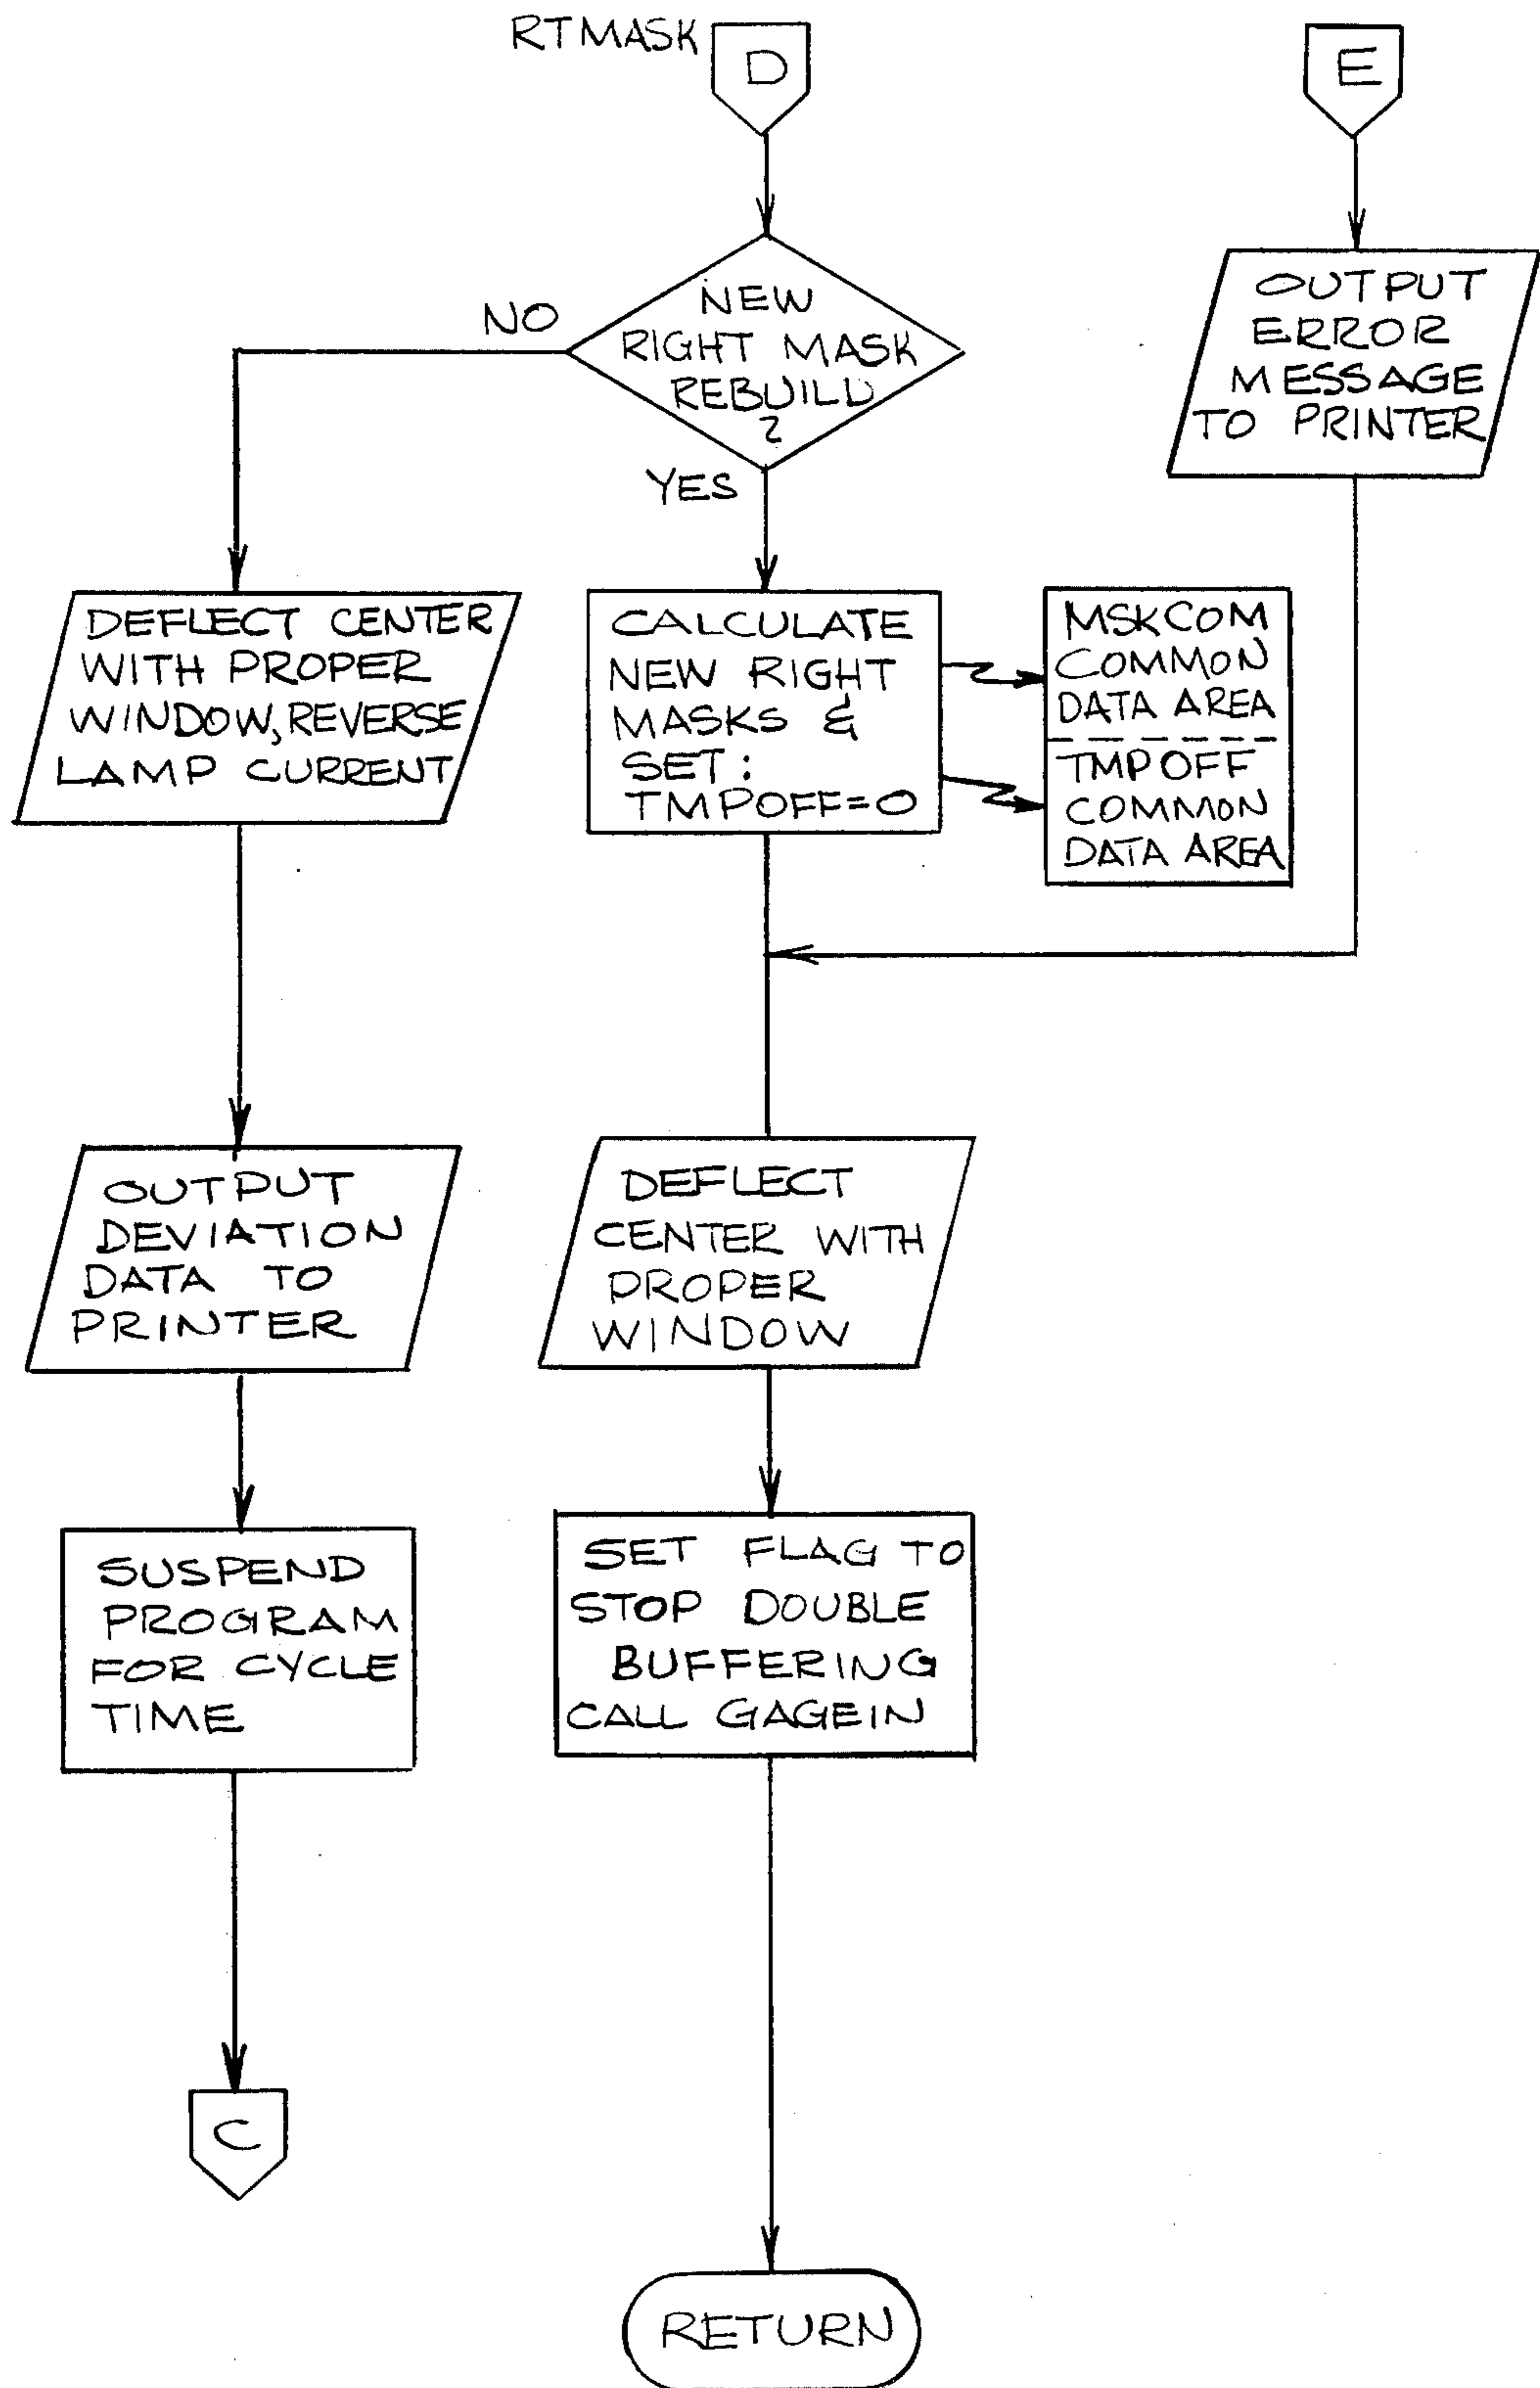 RTMASK
D
E
NEW
RIGHT MASK
REBUILD
?
NO
YES
OUTPUT
ERROR
MESSAGE
TO PRINTER
DEFLECT CENTER
WITH PROPER
WINDOW, REVERSE
LAMP CURRENT
CALCULATE
NEW RIGHT
MASKS &
SET:
TMPOFF=0
MSKCOM
COMMON
DATA AREA
TMPOFF
COMMON
DATA AREA
OUTPUT
DEVIATION
DATA TO
PRINTER
DEFLECT
CENTER WITH
PROPER
WINDOW
SUSPEND
PROGRAM
FOR CYCLE
TIME
SET FLAG TO
STOP DOUBLE
BUFFERING
CALL GAGEIN
C
RETURN